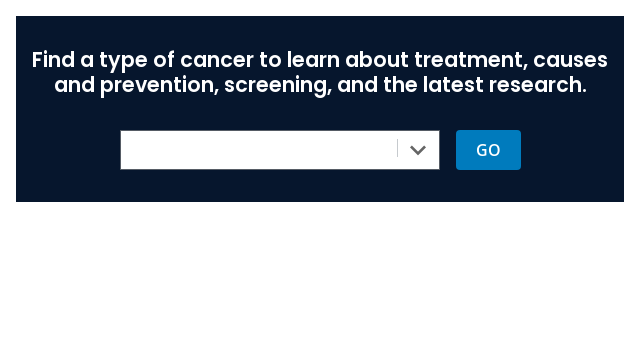 Find a type of cancer to learn about treatment, causes
and prevention, screening, and the latest research.
GO